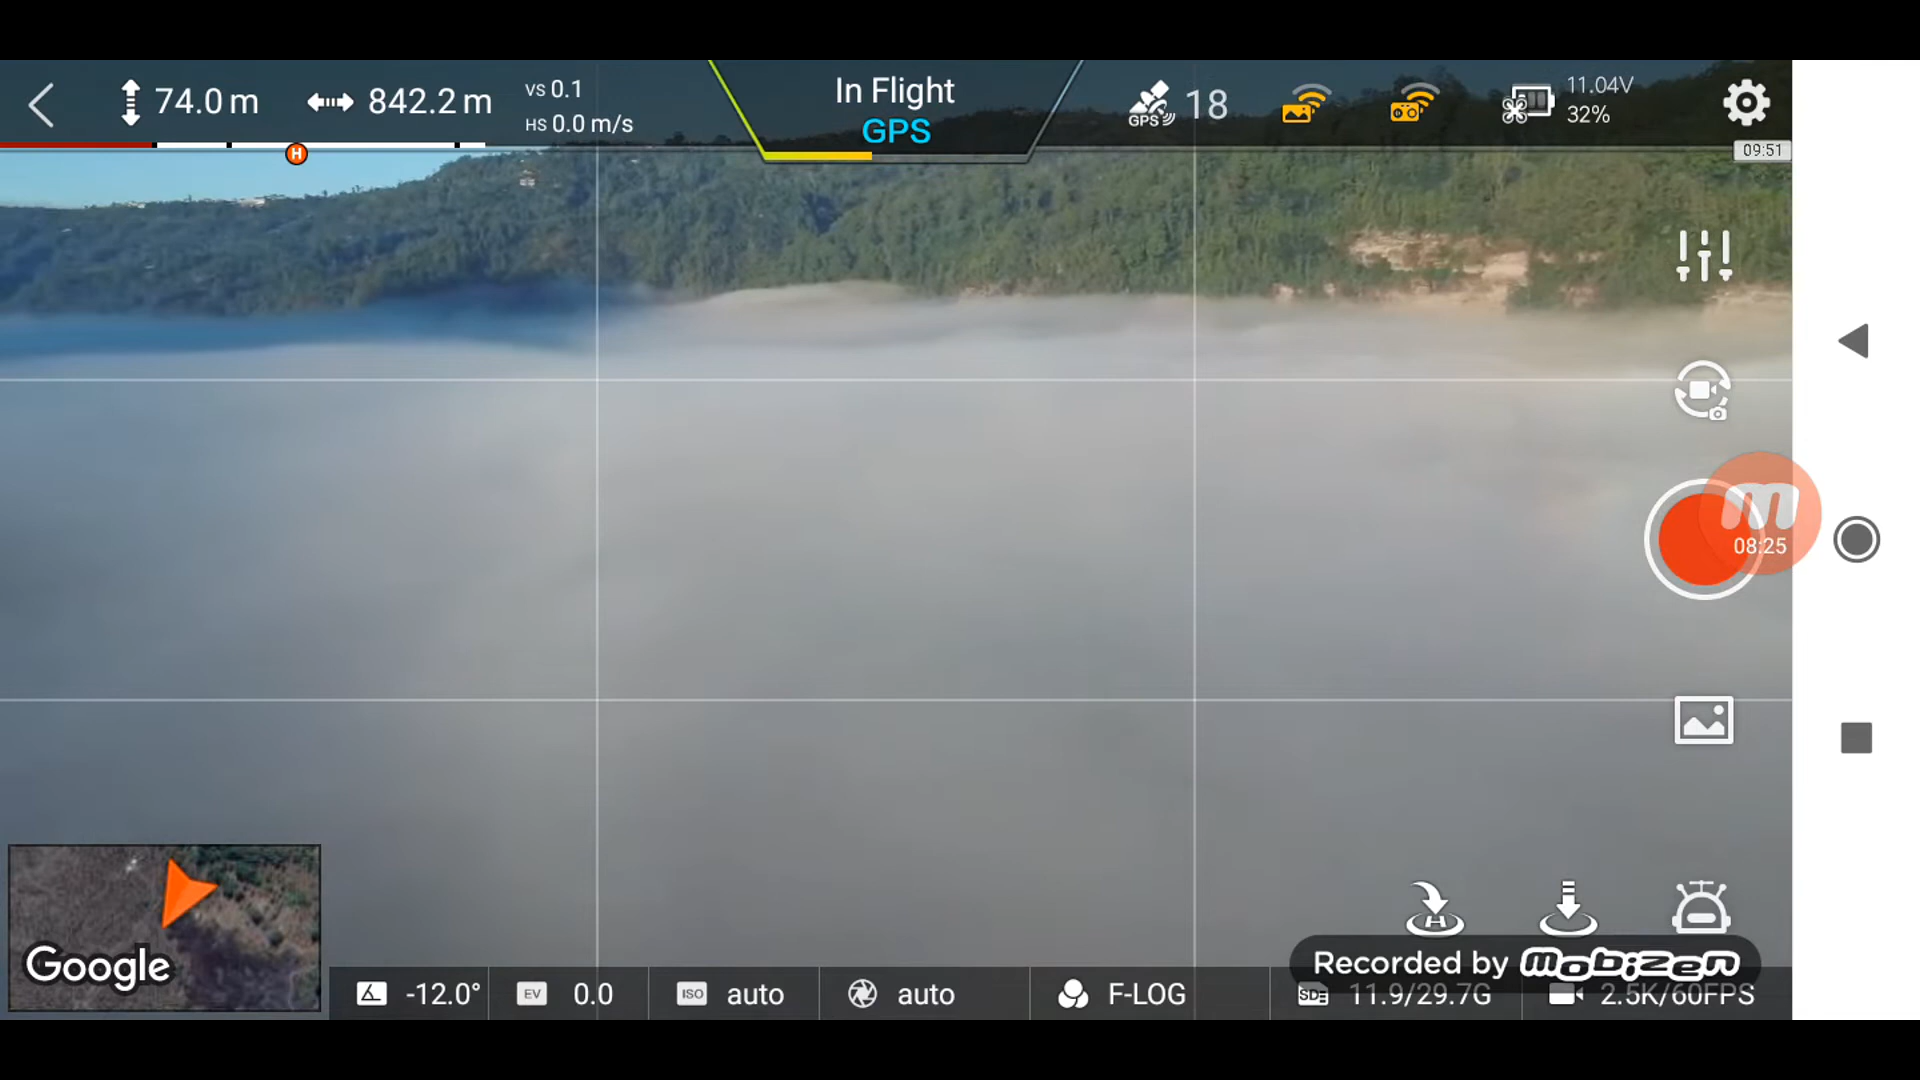 74.0 m
842.2 m
VS 0.1
HS 0.0 m/s
In Flight
GPS
GPS
18
11.04V
32%
H
09:51
08:25
H
Google
Recorded by Mobizen
-12.0°
EV 0.0
ISO auto
auto
F-LOG
SD 11.9/29.7G
2.5K/60FPS